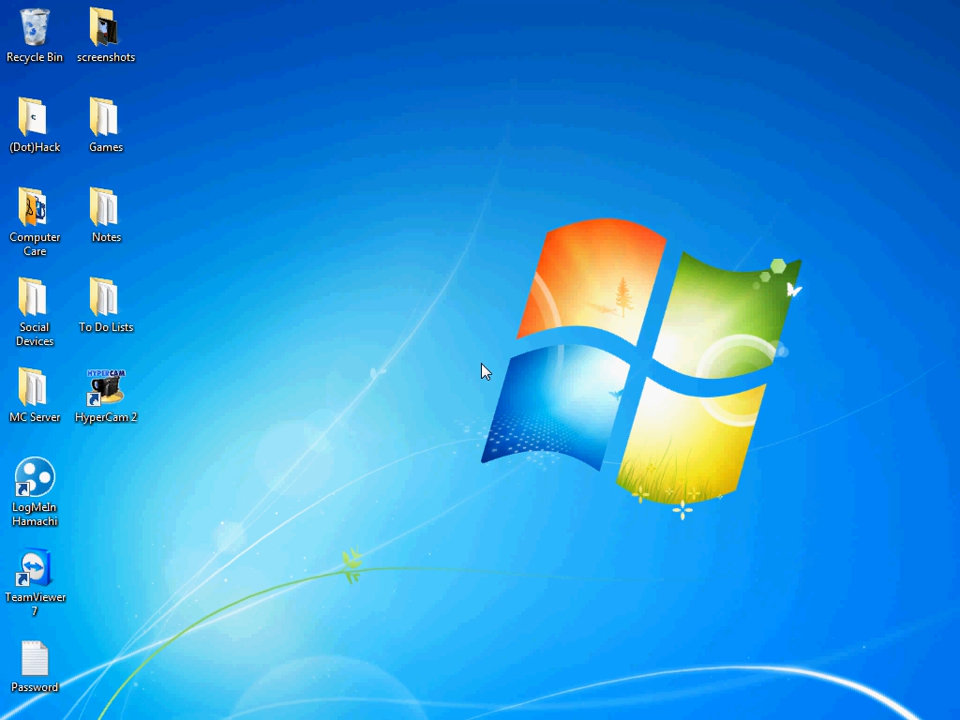 Recycle Bin
screenshots
(Dot)Hack
Games
Computer
Care
Notes
Social
Devices
To Do Lists
MC Server
HYPERCAM
HyperCam 2
LogMeIn
Hamachi
TeamViewer
7
Password